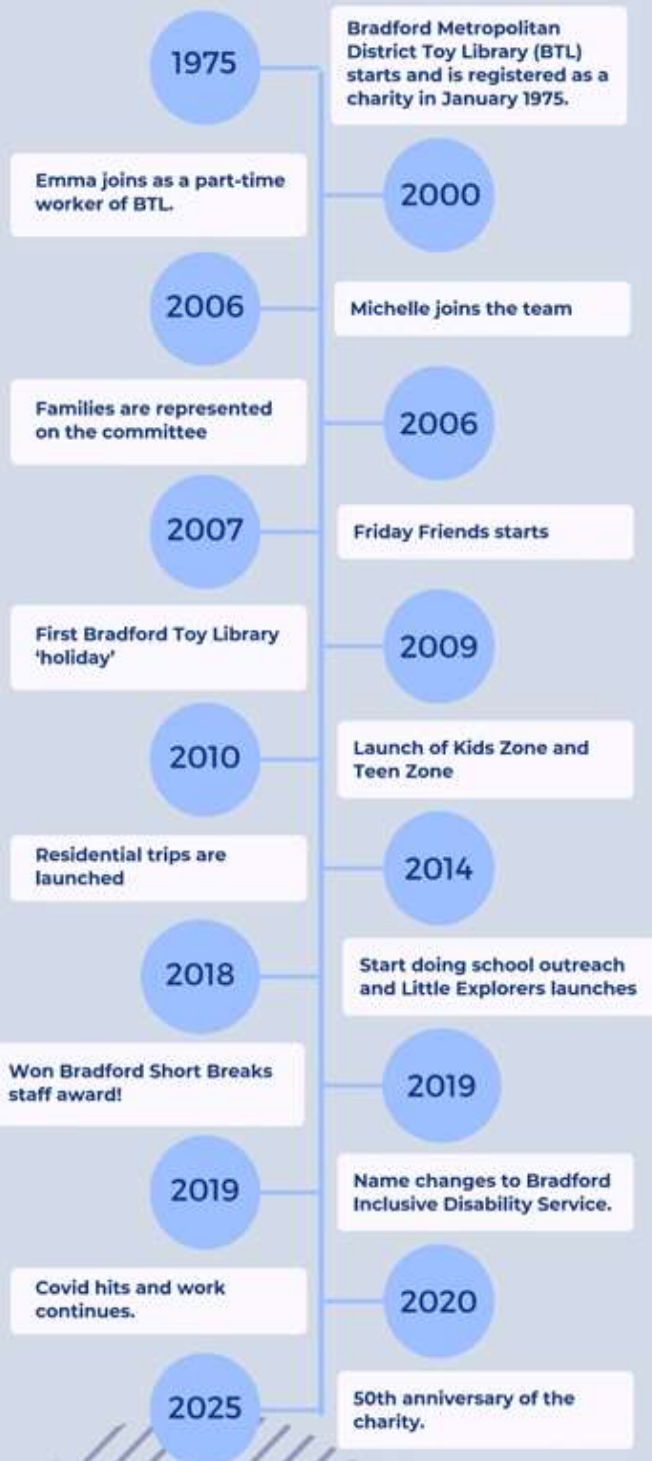 1975
Bradford Metropolitan
District Toy Library (BTL)
starts and is registered as a
charity in January 1975.
Emma joins as a part-time
worker of BTL.
2000
2006
Michelle joins the team
Families are represented
on the committee
2006
2007
Friday Friends starts
First Bradford Toy Library
‘holiday’
2009
2010
Launch of Kids Zone and
Teen Zone
Residential trips are
launched
2014
2018
Start doing school outreach
and Little Explorers launches
Won Bradford Short Breaks
staff award!
2019
2019
Name changes to Bradford
Inclusive Disability Service.
Covid hits and work
continues.
2020
2025
50th anniversary of the
charity.